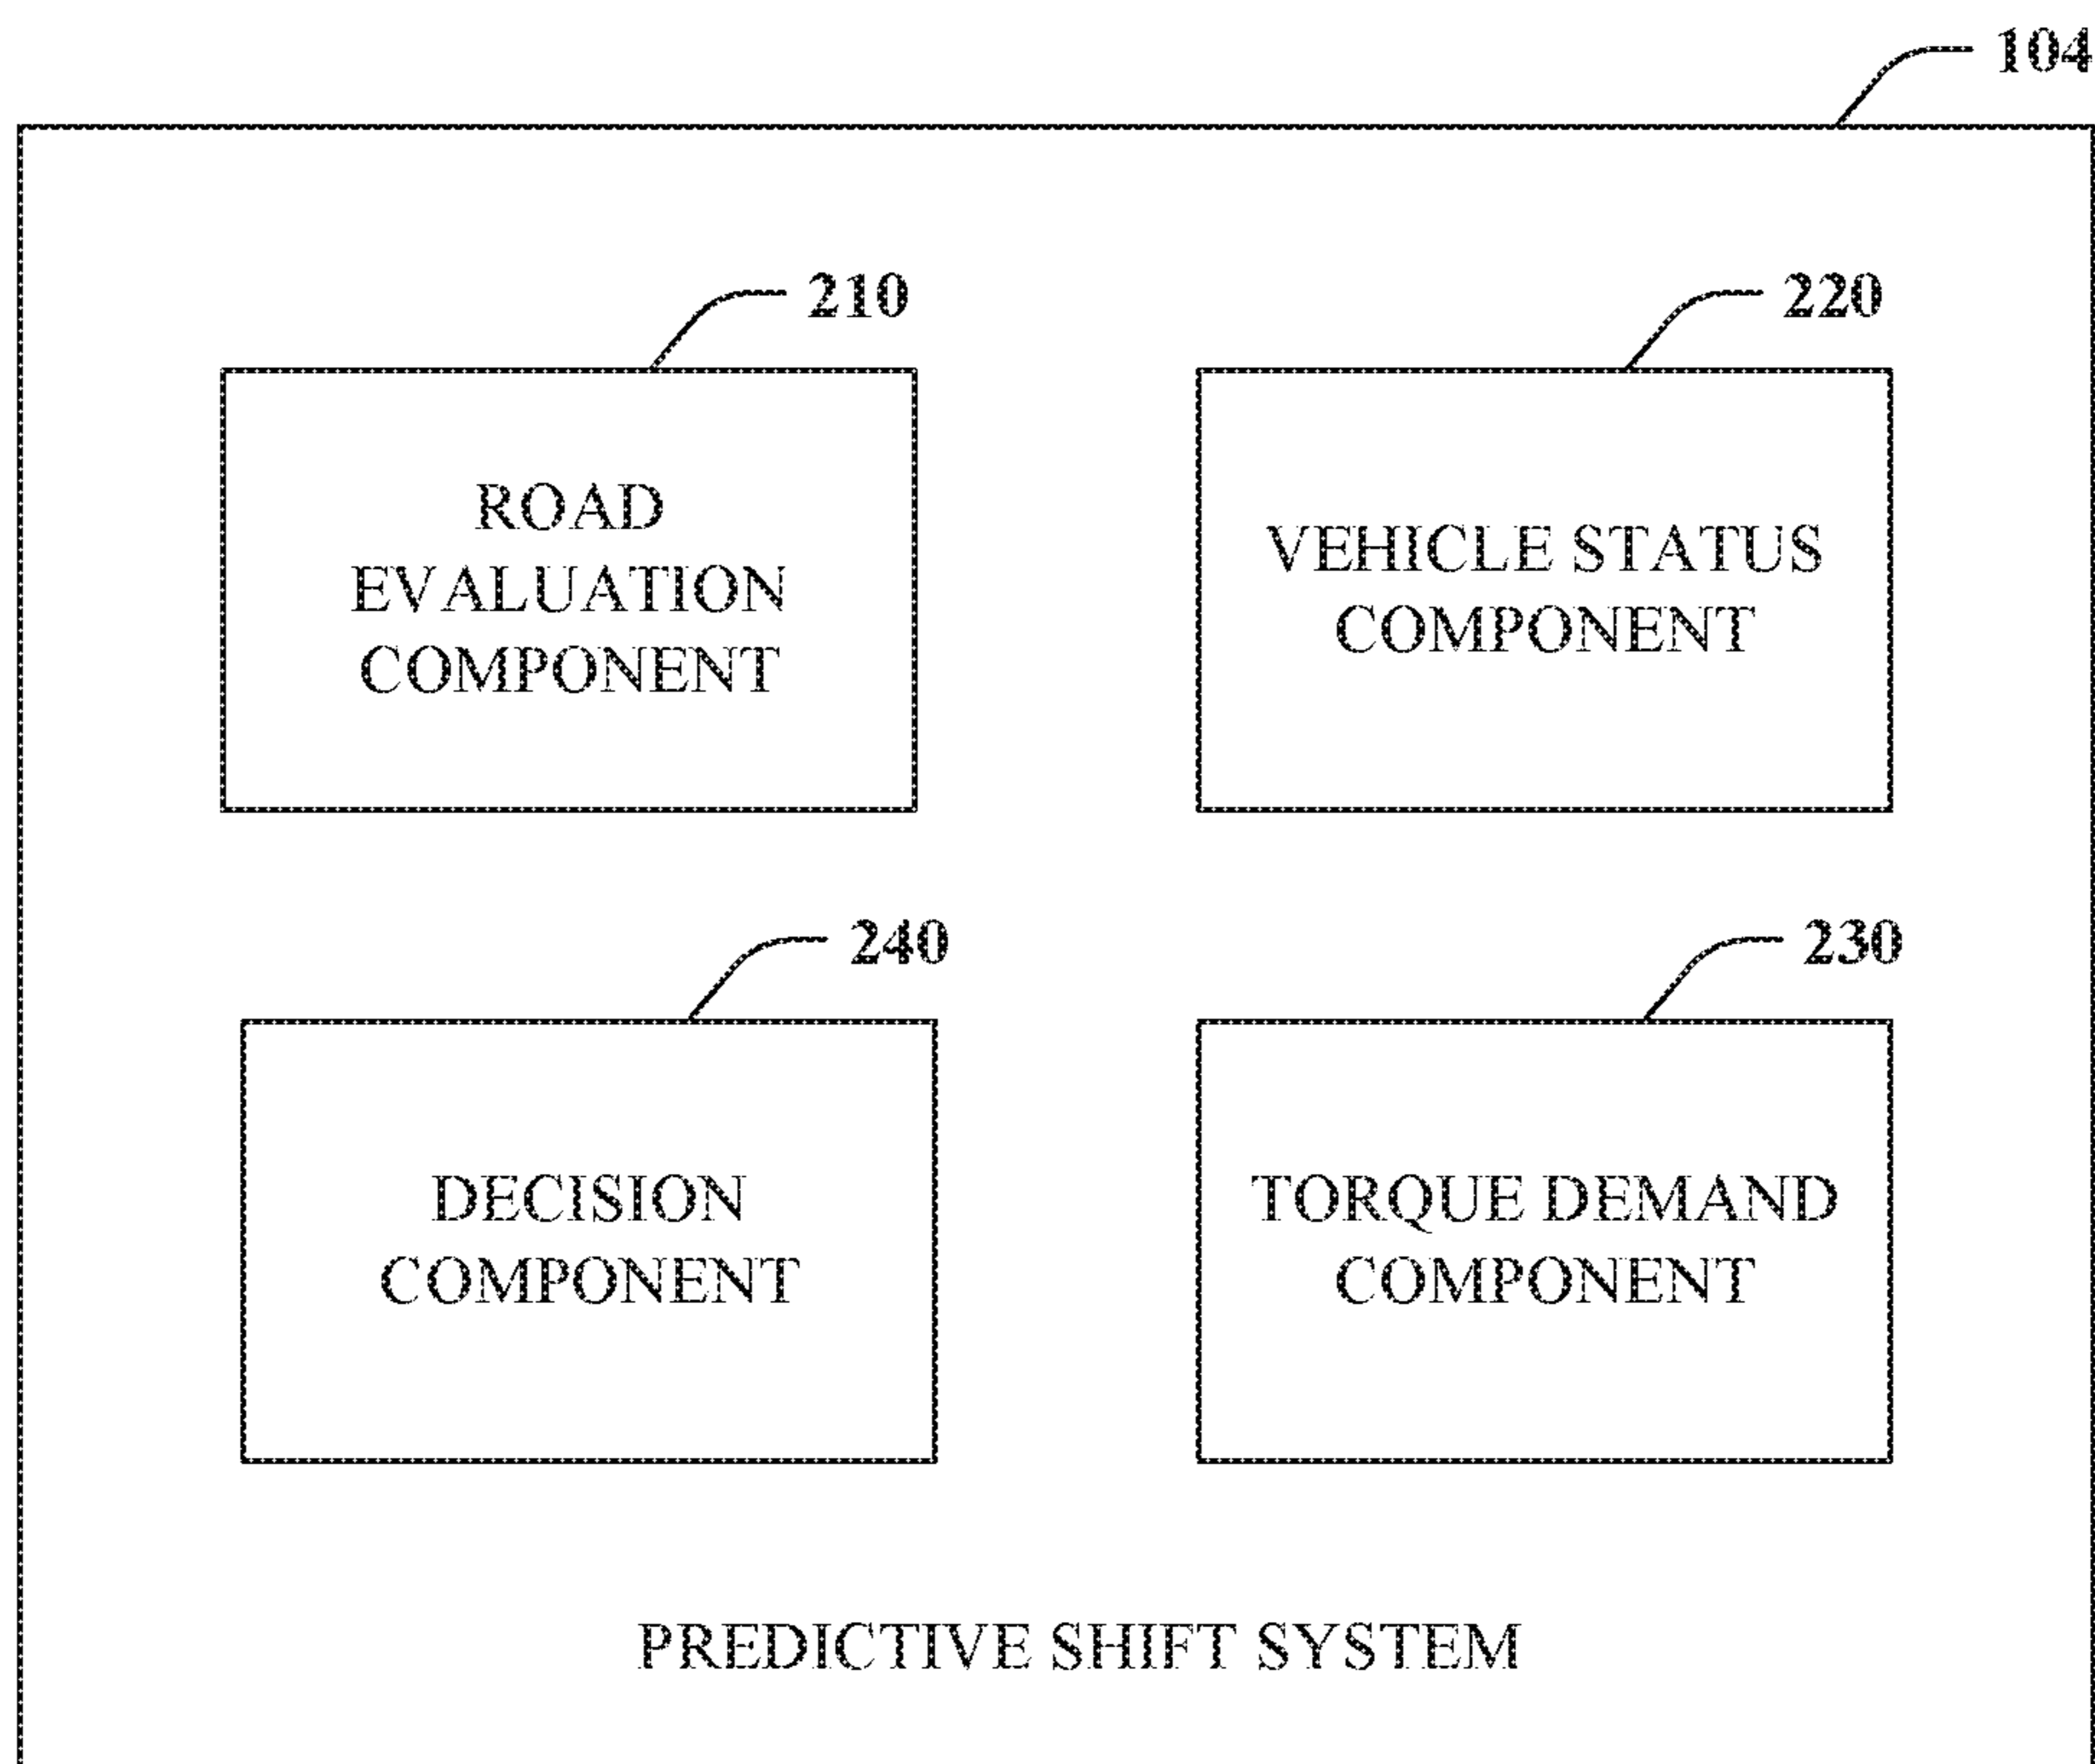 104
210
ROAD
EVALUATION
COMPONENT
220
VEHICLE STATUS
COMPONENT
240
DECISION
COMPONENT
230
TORQUE DEMAND
COMPONENT
PREDICTIVE SHIFT SYSTEM